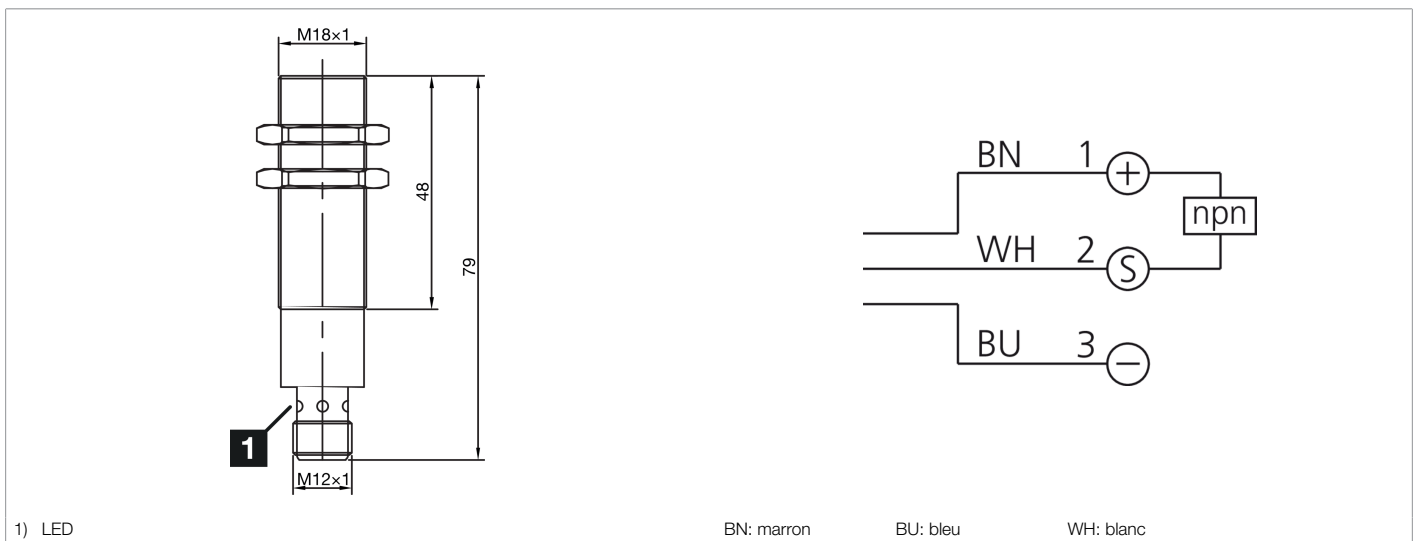 M18×1
48
79
1
M12×1
BN 1 +
npn
WH 2 S
BU 3 −
1) LED
BN: marron BU: bleu WH: blanc